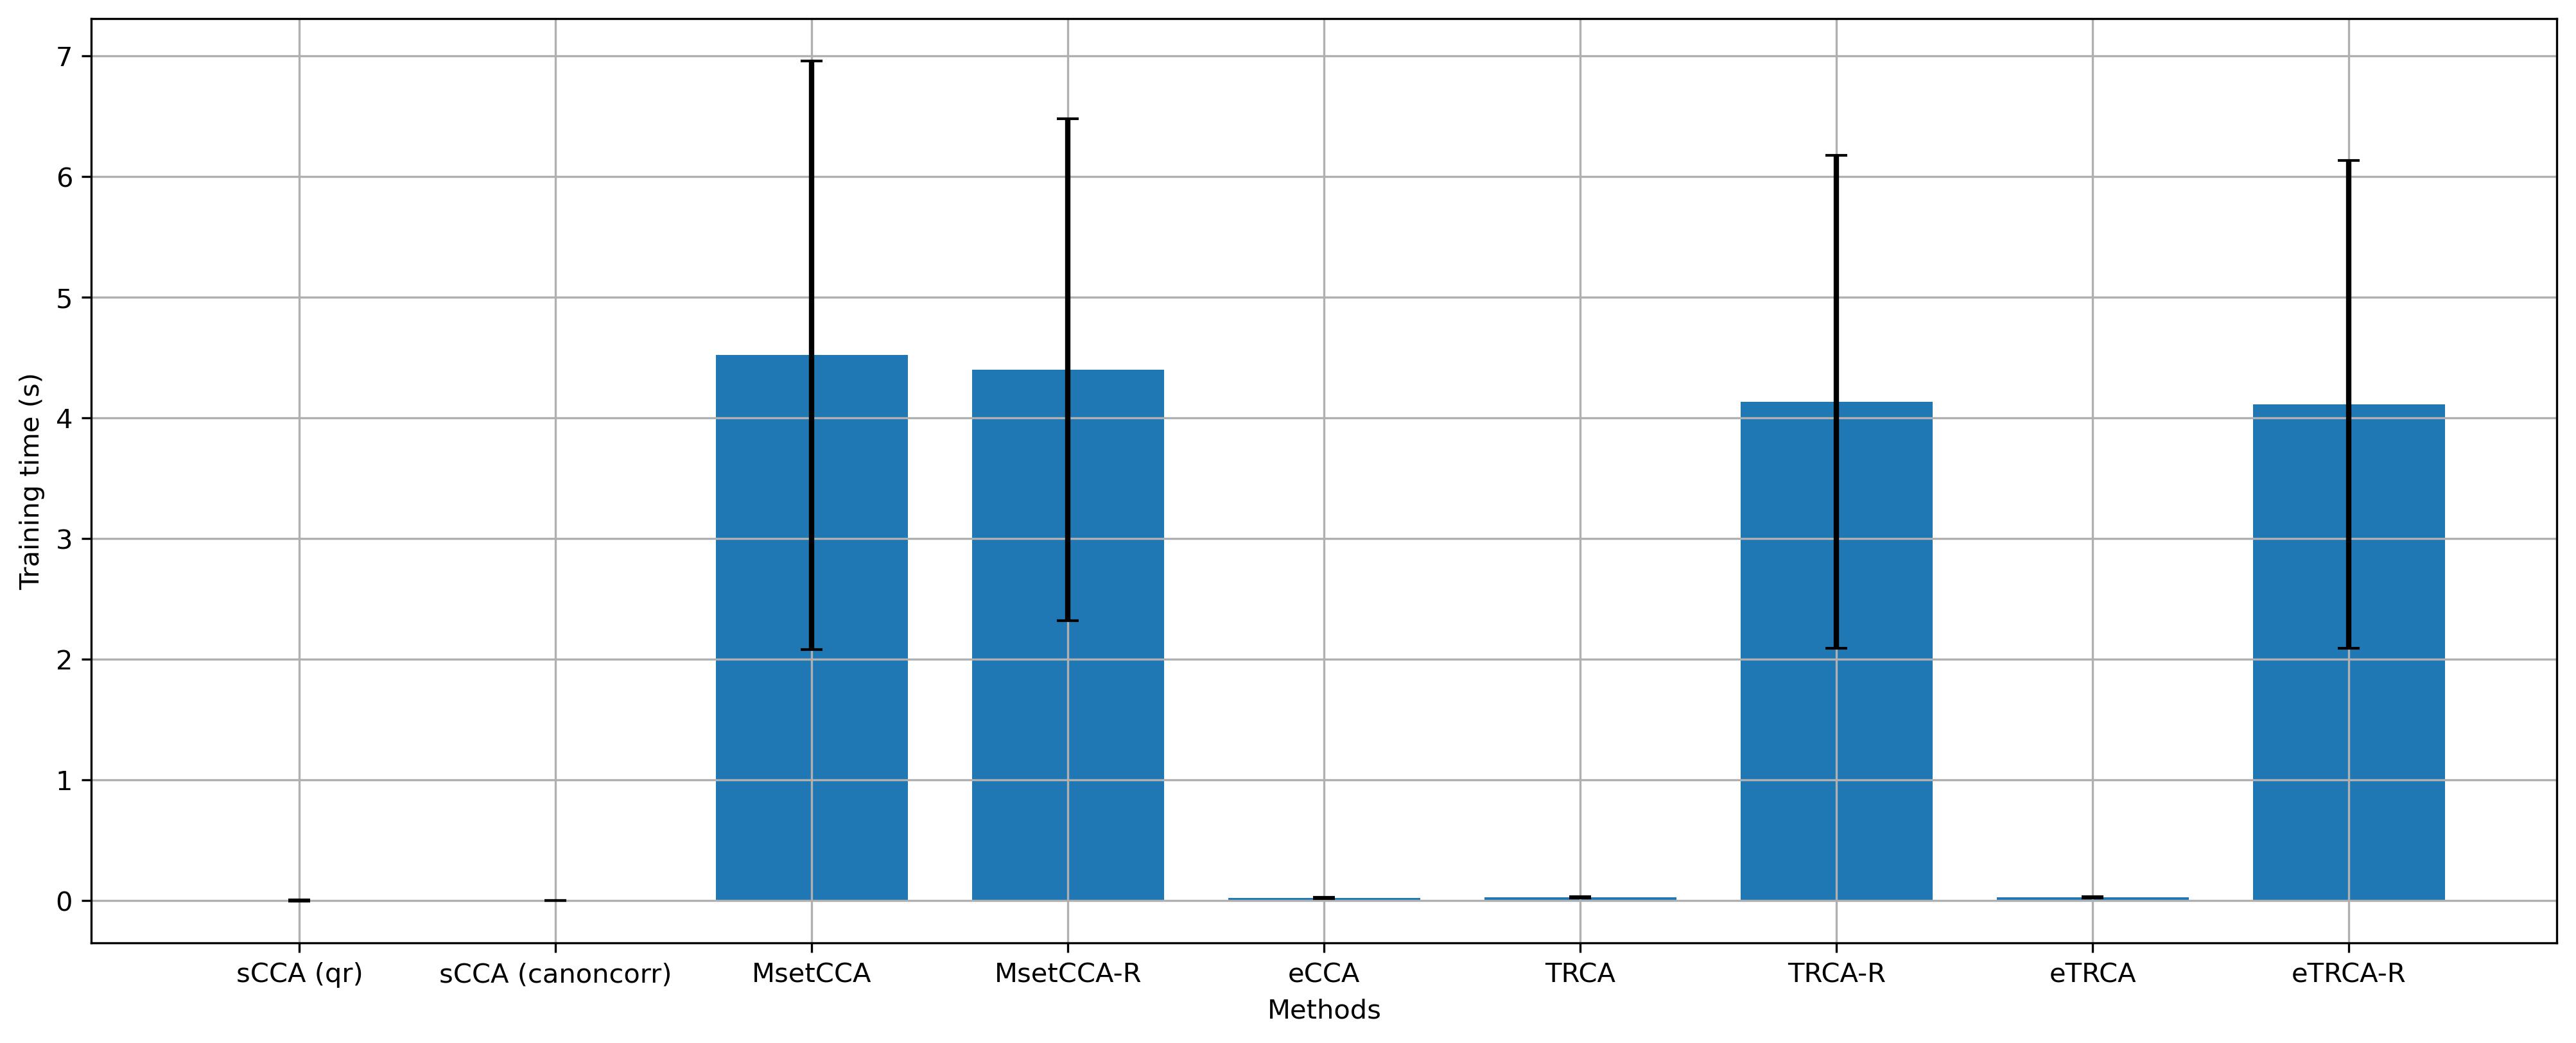 7
6
5
4
3
2
1
0
Training time (s)
sCCA (qr) sCCA (canoncorr) MsetCCA MsetCCA-R eCCA TRCA TRCA-R eTRCA eTRCA-R
Methods